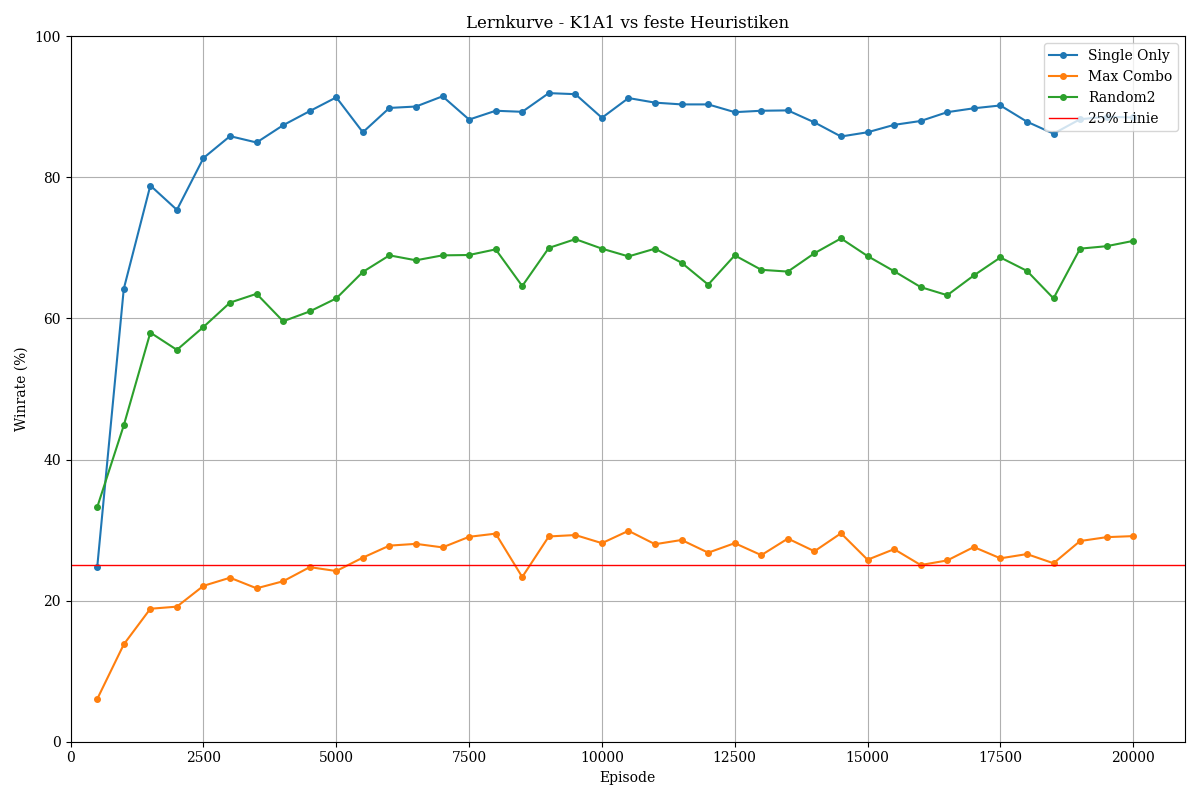 Lernkurve - K1A1 vs feste Heuristiken
100
80
60
40
20
0
Winrate (%)
Single Only
Max Combo
Random2
25% Linie
0 2500 5000 7500 10000 12500 15000 17500 20000
Episode